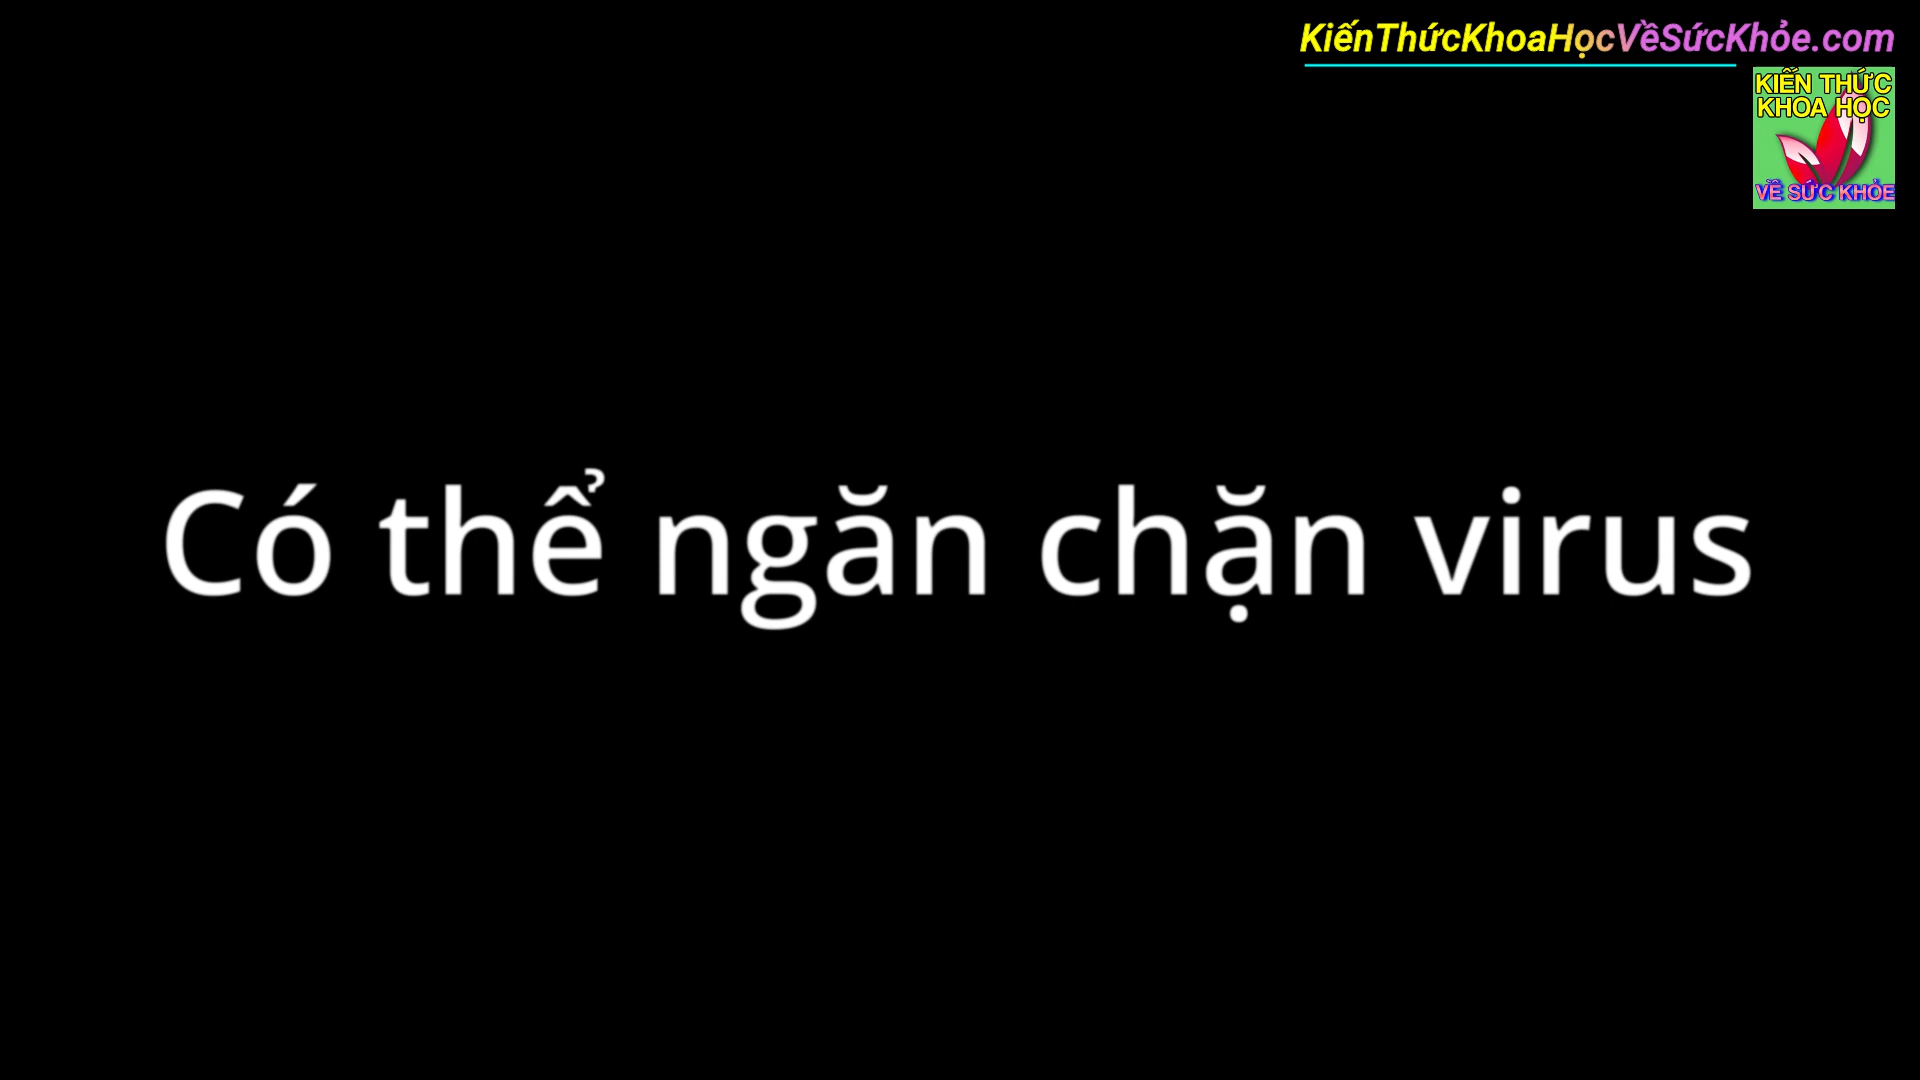 KiếnThứcKhoaHọcVềSứcKhỏe.com
KIẾN THỨC
KHOA HỌC
VỀ SỨC KHỎE
Có thể ngăn chặn virus